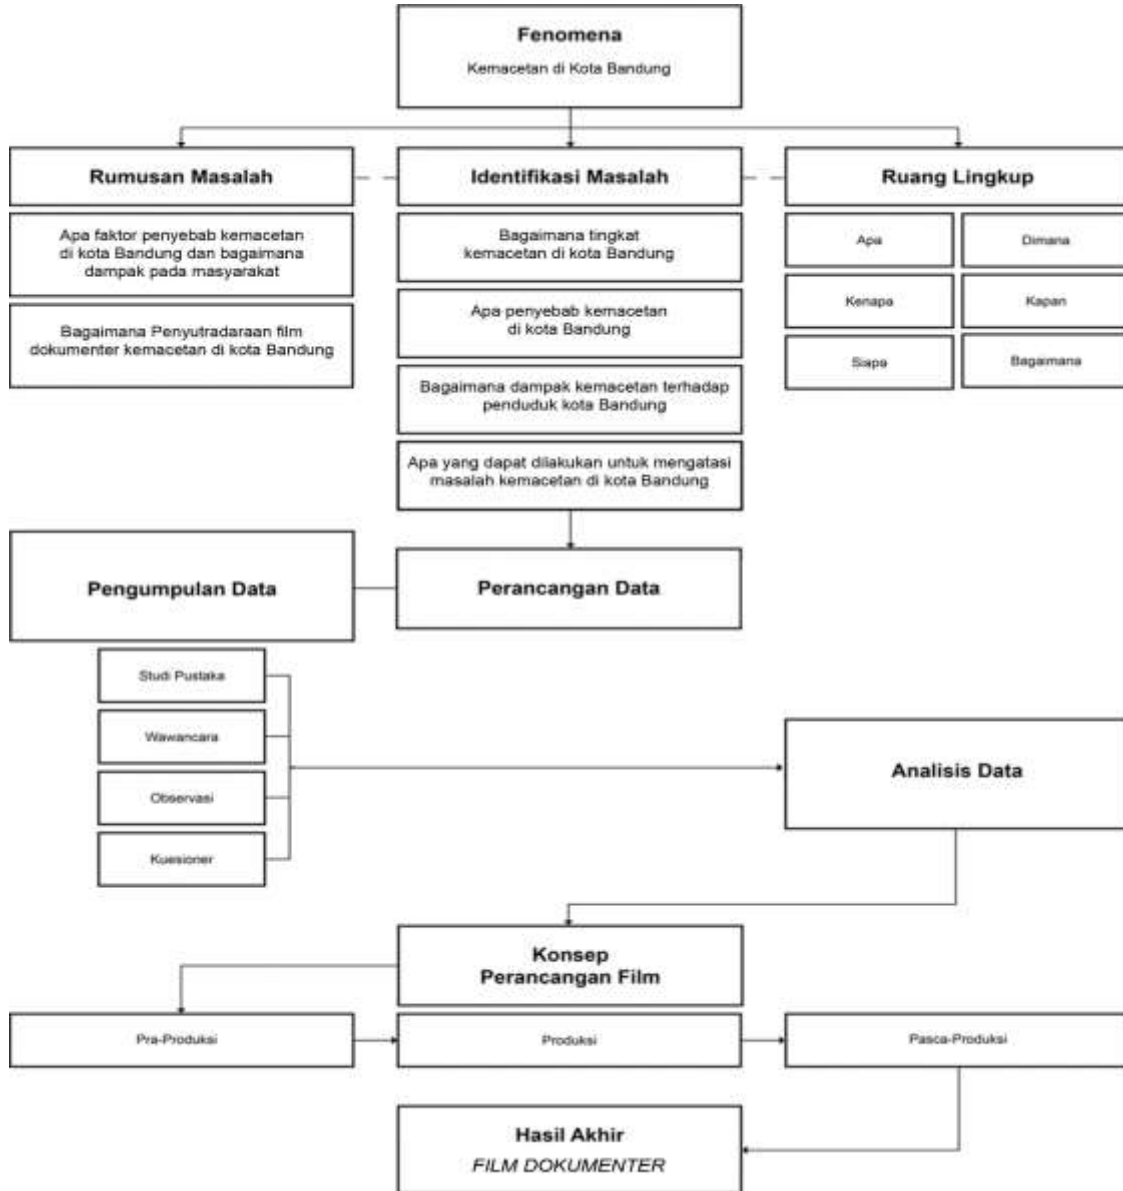 Fenomena
Kemacetan di Kota Bandung
Rumusan Masalah
Identifikasi Masalah
Ruang Lingkup
Apa faktor penyebab kemacetan
di kota Bandung dan bagaimana
dampak pada masyarakat
Bagaimana Penyutradaraan film
dokumenter kemacetan di kota Bandung
Bagaimana tingkat
kemacetan di kota Bandung
Apa penyebab kemacetan
di kota Bandung
Bagaimana dampak kemacetan terhadap
penduduk kota Bandung
Apa yang dapat dilakukan untuk mengatasi
masalah kemacetan di kota Bandung
Apa
Dimana
Kenapa
Kapan
Siapa
Bagaimana
Pengumpulan Data
Perancangan Data
Studi Pustaka
Wawancara
Observasi
Kuesioner
Analisis Data
Konsep
Perancangan Film
Pra-Produksi
Produksi
Pasca-Produksi
Hasil Akhir
FILM DOKUMENTER